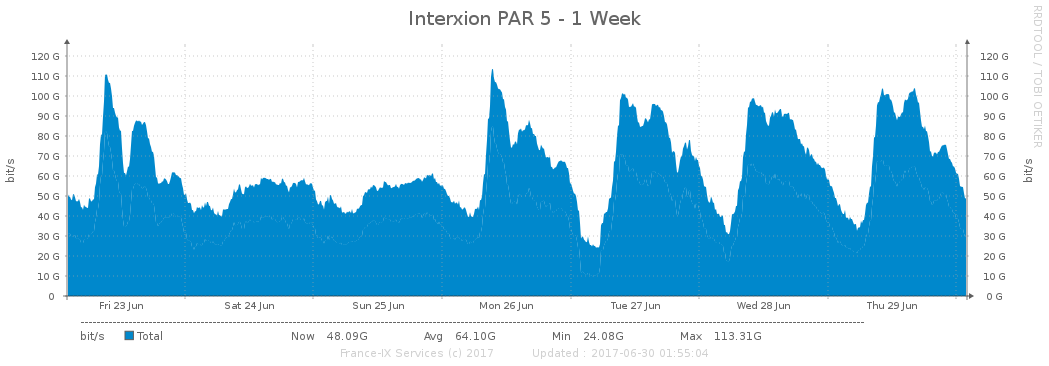 Interxion PAR 5 - 1 Week
RRDTOOL / TOBI OETIKER
bit/s
120 G 120 G
110 G 110 G
100 G 100 G
90 G 90 G
80 G 80 G
70 G 70 G
60 G 60 G
50 G 50 G
40 G 40 G
30 G 30 G
20 G 20 G
10 G 10 G
0 0 G
bit/s
Fri 23 Jun Sat 24 Jun Sun 25 Jun Mon 26 Jun Tue 27 Jun Wed 28 Jun Thu 29 Jun
bit/s Total Now 48.09G Avg 64.10G Min 24.08G Max 113.31G
France-IX Services (c) 2017 Updated : 2017-06-30 01:55:04